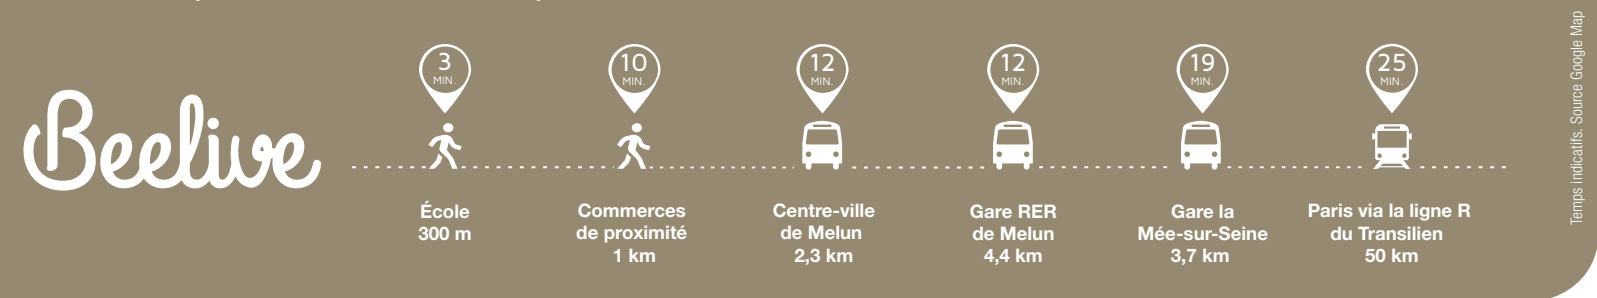 Beelive
3
MIN.
École
300 m
10
MIN.
Commerces
de proximité
1 km
12
MIN.
Centre-ville
de Melun
2,3 km
12
MIN.
Gare RER
de Melun
4,4 km
19
MIN.
Gare la
Mée-sur-Seine
3,7 km
25
MIN.
Paris via la ligne R
du Transilien
50 km
Temps indicatifs. Source Google Map